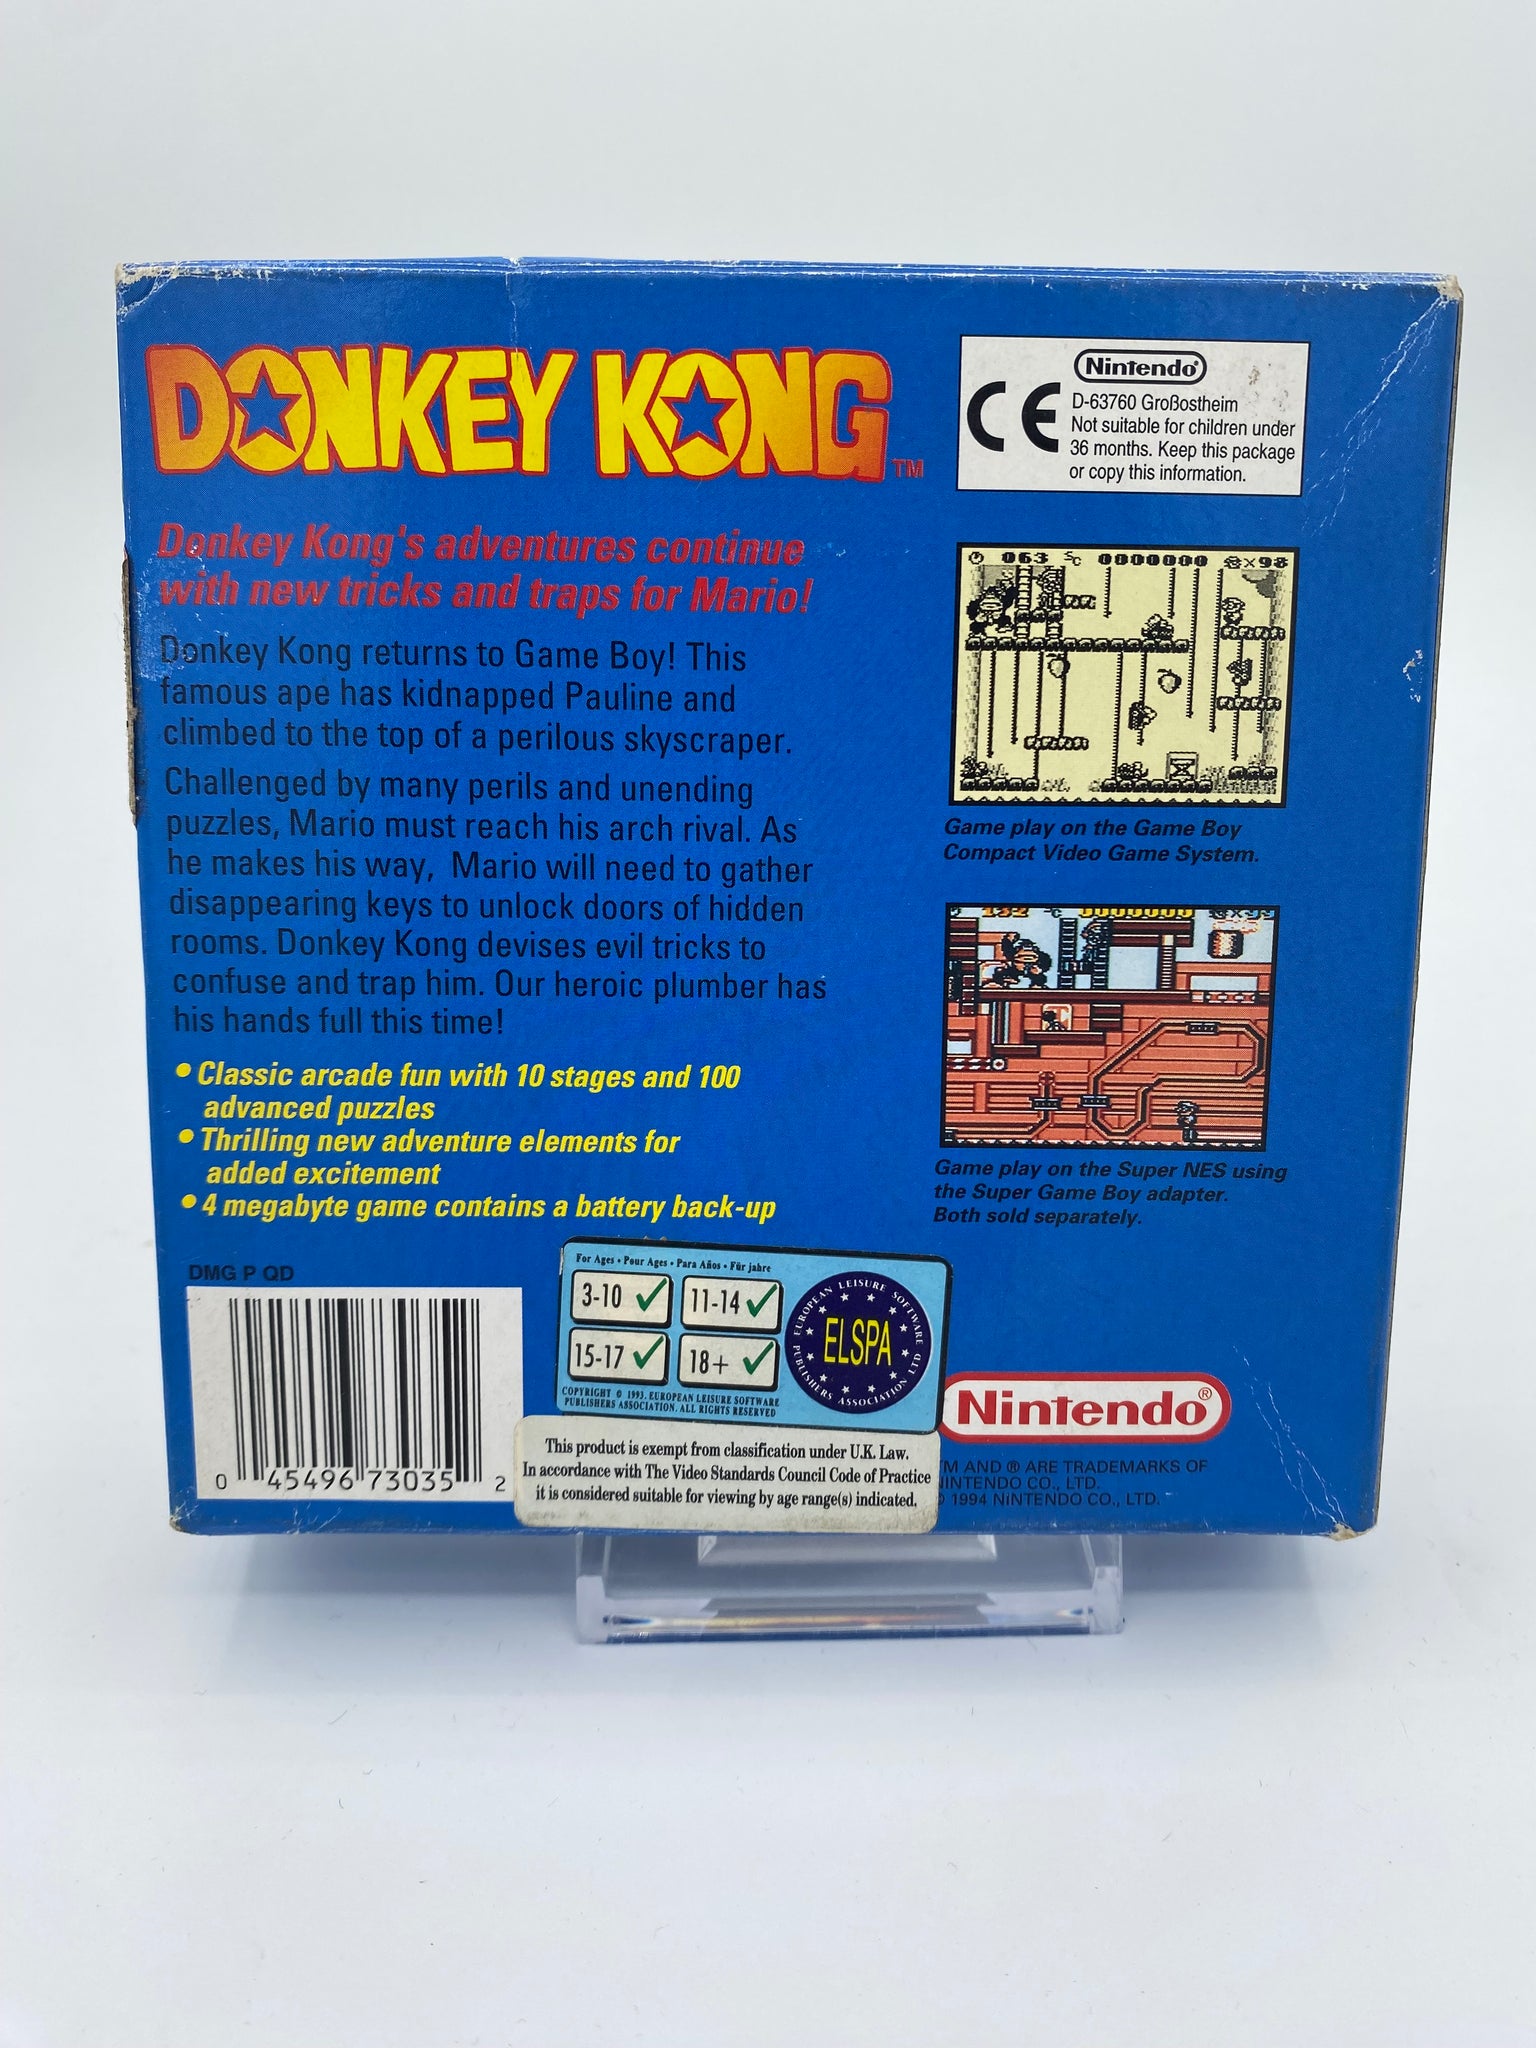 DONKEY KONG TM
Donkey Kong's adventures continue
with new tricks and traps for Mario!
Donkey Kong returns to Game Boy! This
famous ape has kidnapped Pauline and
climbed to the top of a perilous skyscraper.
Challenged by many perils and unending
puzzles, Mario must reach his arch rival. As
he makes his way, Mario will need to gather
disappearing keys to unlock doors of hidden
rooms. Donkey Kong devises evil tricks to
confuse and trap him. Our heroic plumber has
his hands full this time!
• Classic arcade fun with 10 stages and 100
advanced puzzles
• Thrilling new adventure elements for
added excitement
• 4 megabyte game contains a battery back-up
CE
Nintendo®
D-63760 Großostheim
Not suitable for children under
36 months. Keep this package
or copy this information.
063 Sc 0000000 ×98
Game play on the Game Boy
Compact Video Game System.
132 0000000 ×99
Game play on the Super NES using
the Super Game Boy adapter.
Both sold separately.
DMG P QD
0 45496 73035 2
For Ages • Pour Ages • Para Años • Für jahre
3-10 ✓ 11-14 ✓
15-17 ✓ 18+ ✓
COPYRIGHT © 1993. EUROPEAN LEISURE SOFTWARE
PUBLISHERS ASSOCIATION. ALL RIGHTS RESERVED
EUROPEAN LEISURE SOFTWARE
ELSPA
PUBLISHERS ASSOCIATION LTD
This product is exempt from classification under U.K. Law.
In accordance with The Video Standards Council Code of Practice
it is considered suitable for viewing by age range(s) indicated.
Nintendo®
TM AND ® ARE TRADEMARKS OF
NINTENDO CO., LTD.
© 1994 NINTENDO CO., LTD.